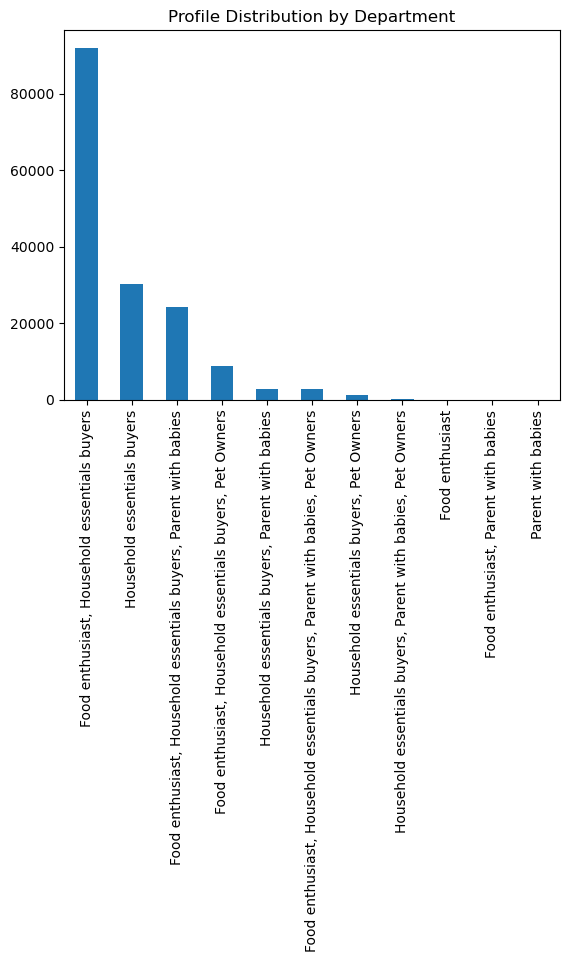 Profile Distribution by Department
80000
60000
40000
20000
0
Food enthusiast, Household essentials buyers
Household essentials buyers
Food enthusiast, Household essentials buyers, Parent with babies
Food enthusiast, Household essentials buyers, Pet Owners
Household essentials buyers, Parent with babies
Food enthusiast, Household essentials buyers, Parent with babies, Pet Owners
Household essentials buyers, Pet Owners
Household essentials buyers, Parent with babies, Pet Owners
Food enthusiast
Food enthusiast, Parent with babies
Parent with babies